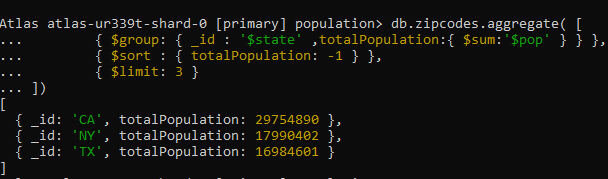 Atlas atlas-ur339t-shard-0 [primary] population> db.zipcodes.aggregate( [
...         { $group: { _id : '$state' ,totalPopulation:{ $sum:'$pop' } } },
...         { $sort : { totalPopulation: -1 } },
...         { $limit: 3 }
... ])
[
  { _id: 'CA', totalPopulation: 29754890 },
  { _id: 'NY', totalPopulation: 17990402 },
  { _id: 'TX', totalPopulation: 16984601 }
]